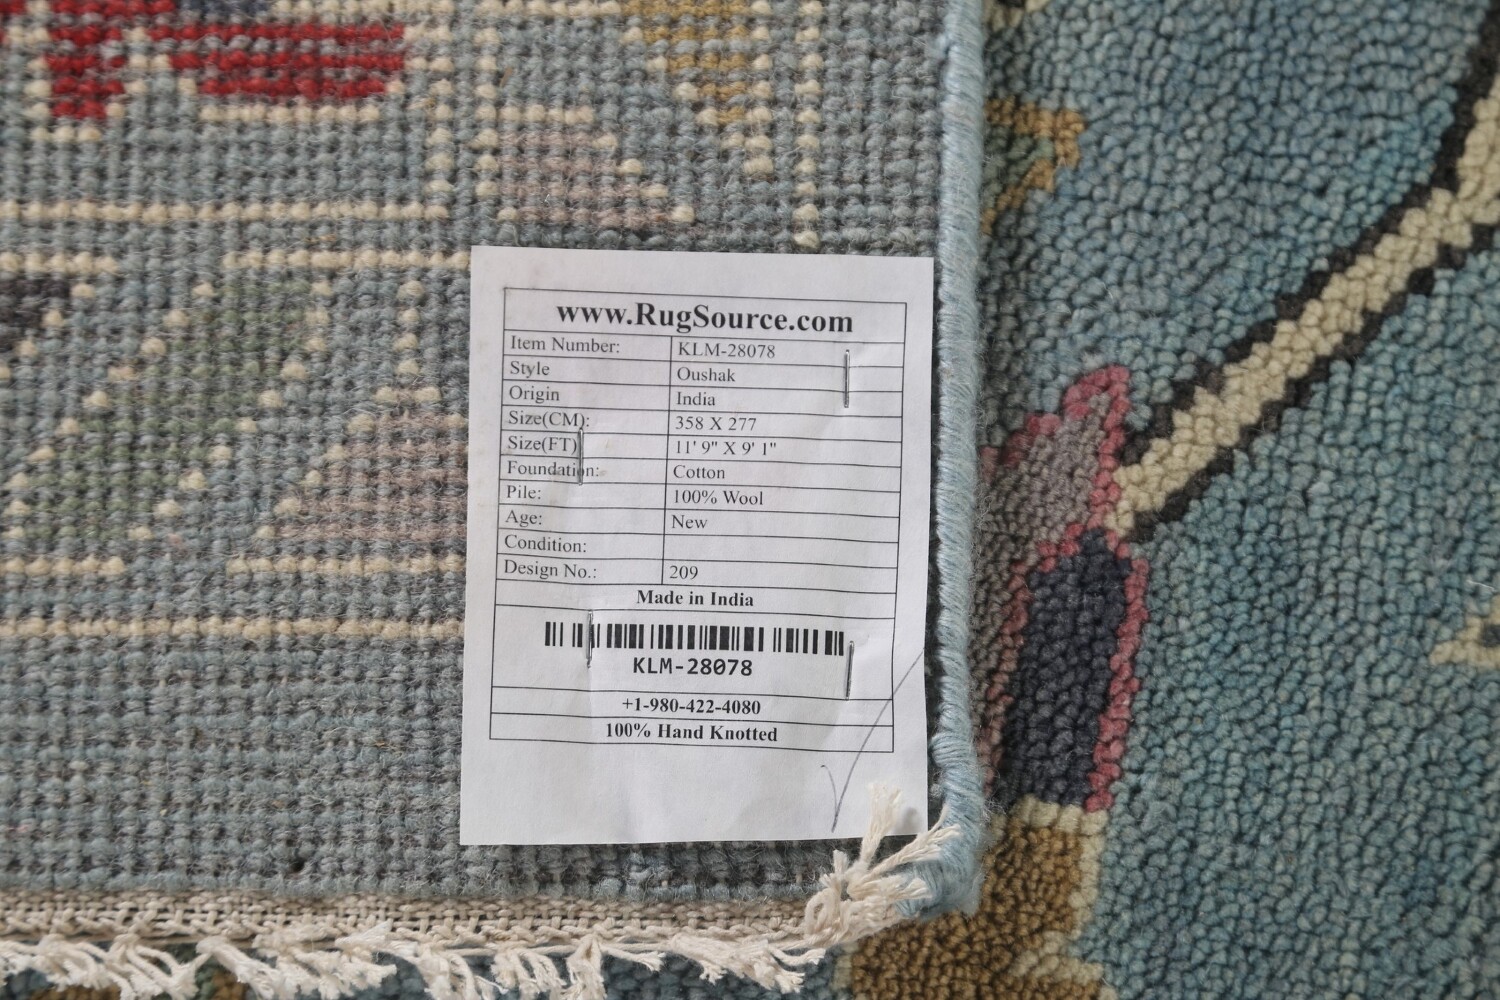 www.RugSource.com
Item Number: KLM-28078
Style Oushak
Origin India
Size(CM): 358 X 277
Size(FT) 11' 9" X 9' 1"
Foundation: Cotton
Pile: 100% Wool
Age: New
Condition:
Design No.: 209
Made in India
KLM-28078
+1-980-422-4080
100% Hand Knotted